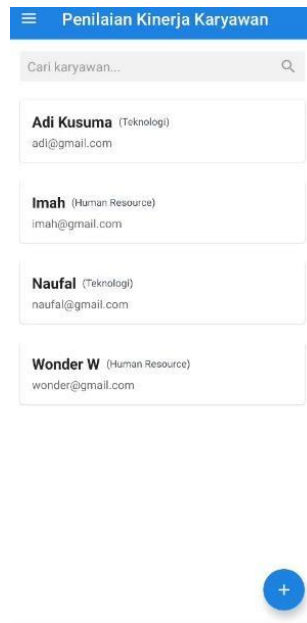 Penilaian Kinerja Karyawan
Cari karyawan...
Adi Kusuma (Teknologi)
adi@gmail.com
Imah (Human Resource)
imah@gmail.com
Naufal (Teknologi)
naufal@gmail.com
Wonder W (Human Resource)
wonder@gmail.com
+